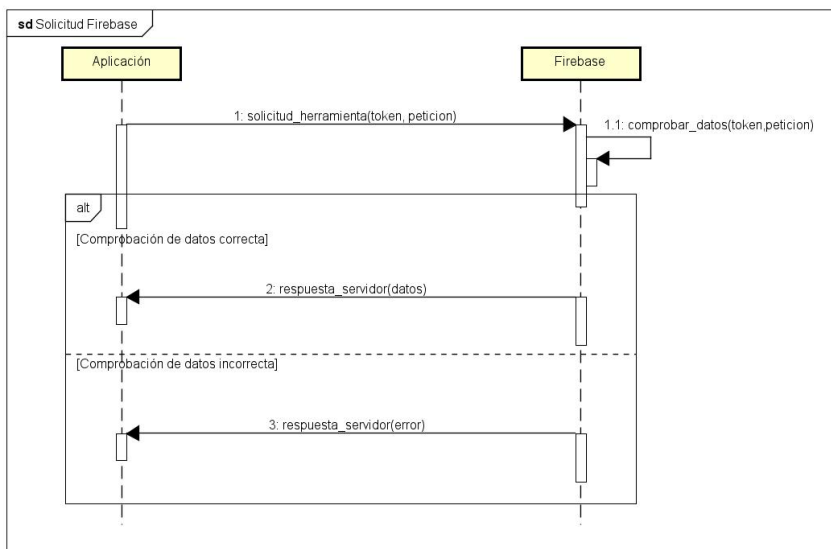 sd Solicitud Firebase
Aplicación
Firebase
1: solicitud_herramienta(token, peticion)
1.1: comprobar_datos(token,peticion)
alt
[Comprobación de datos correcta]
2: respuesta_servidor(datos)
[Comprobación de datos incorrecta]
3: respuesta_servidor(error)